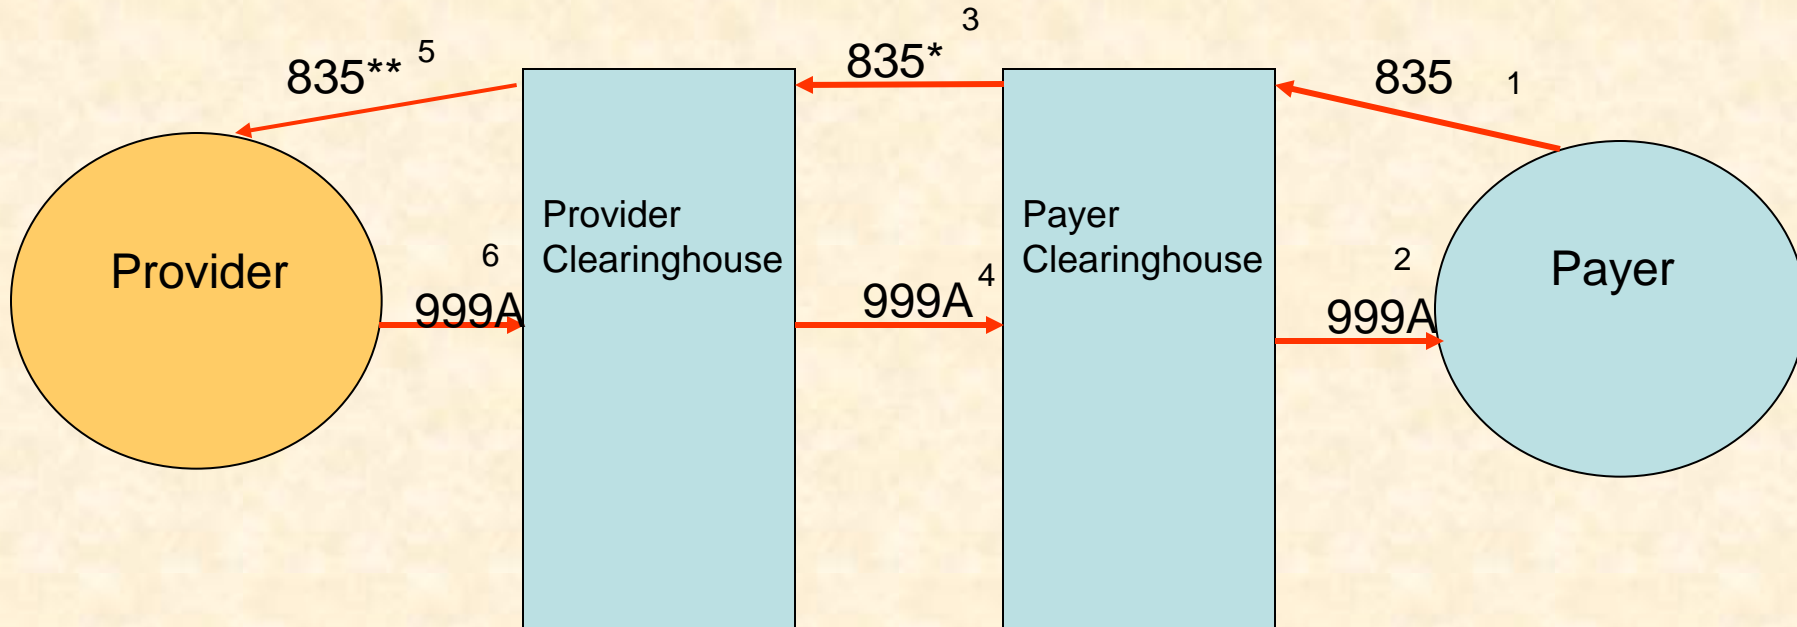 3
835**
5
835*
835
1
Provider
Clearinghouse
Payer
Clearinghouse
Provider
6
999A
999A
4
2
999A
Payer